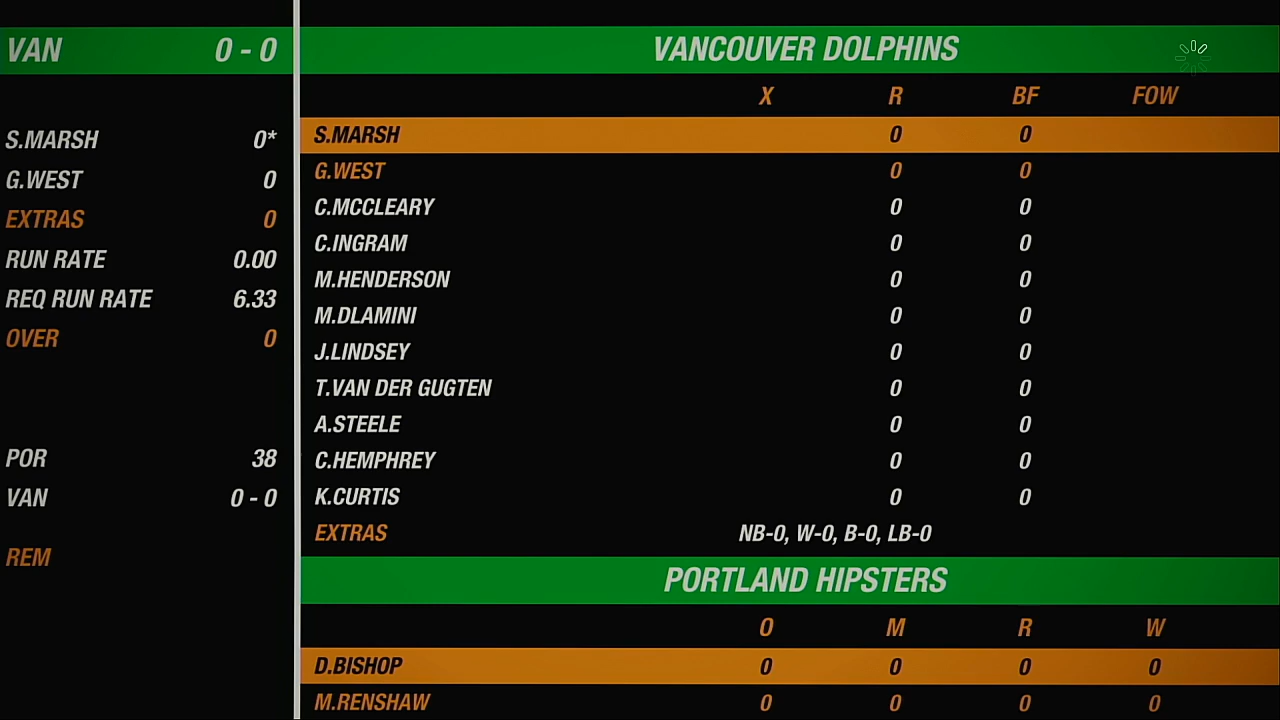 VAN 0 - 0
S.MARSH 0*
G.WEST 0
EXTRAS 0
RUN RATE 0.00
REQ RUN RATE 6.33
OVER 0
POR 38
VAN 0 - 0
REM
VANCOUVER DOLPHINS
X R BF FOW
S.MARSH 0 0
G.WEST 0 0
C.MCCLEARY 0 0
C.INGRAM 0 0
M.HENDERSON 0 0
M.DLAMINI 0 0
J.LINDSEY 0 0
T.VAN DER GUGTEN 0 0
A.STEELE 0 0
C.HEMPHREY 0 0
K.CURTIS 0 0
EXTRAS NB-0, W-0, B-0, LB-0
PORTLAND HIPSTERS
O M R W
D.BISHOP 0 0 0 0
M.RENSHAW 0 0 0 0